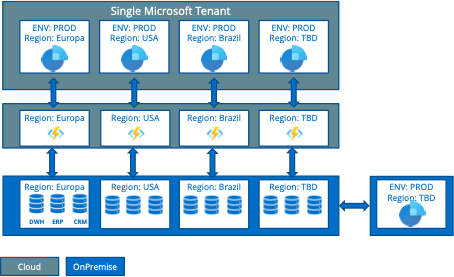 Single Microsoft Tenant
ENV: PROD
Region: Europa
ENV: PROD
Region: USA
ENV: PROD
Region: Brazil
ENV: PROD
Region: TBD
Region: Europa
Region: USA
Region: Brazil
Region: TBD
Region: Europa
DWH ERP CRM
Region: USA
Region: Brazil
Region: TBD
ENV: PROD
Region: TBD
Cloud
OnPremise